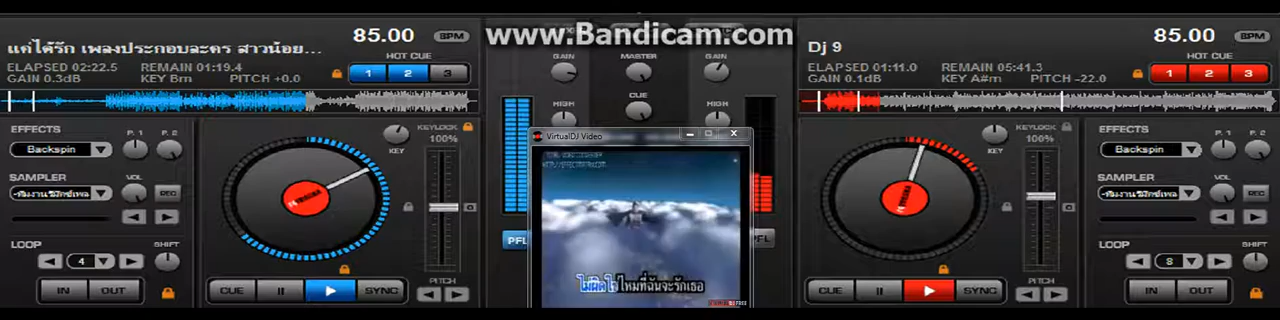 www.Bandicam.com
แค่ได้รัก เพลงประกอบละคร สาวน้อย...
85.00 BPM
HOT CUE
ELAPSED 02:22.5 REMAIN 01:19.4
GAIN 0.3dB KEY Bm PITCH +0.0
1 2 3
EFFECTS P. 1 P. 2
Backspin
SAMPLER VOL
REC
LOOP SHIFT
4
IN OUT
KEYLOCK
100%
KEY
PITCH
CUE SYNC
GAIN MASTER GAIN
CUE
HIGH HIGH
PFL PFL
VirtualDJ Video
ไม่ผิดใช่ไหมที่ฉันจะรักเธอ
Dj 9
85.00 BPM
HOT CUE
ELAPSED 01:11.0 REMAIN 05:41.3
GAIN 0.1dB KEY A#m PITCH -22.0
1 2 3
KEYLOCK
100%
KEY
PITCH
CUE SYNC
EFFECTS P. 1 P. 2
Backspin
SAMPLER VOL
REC
LOOP SHIFT
8
IN OUT